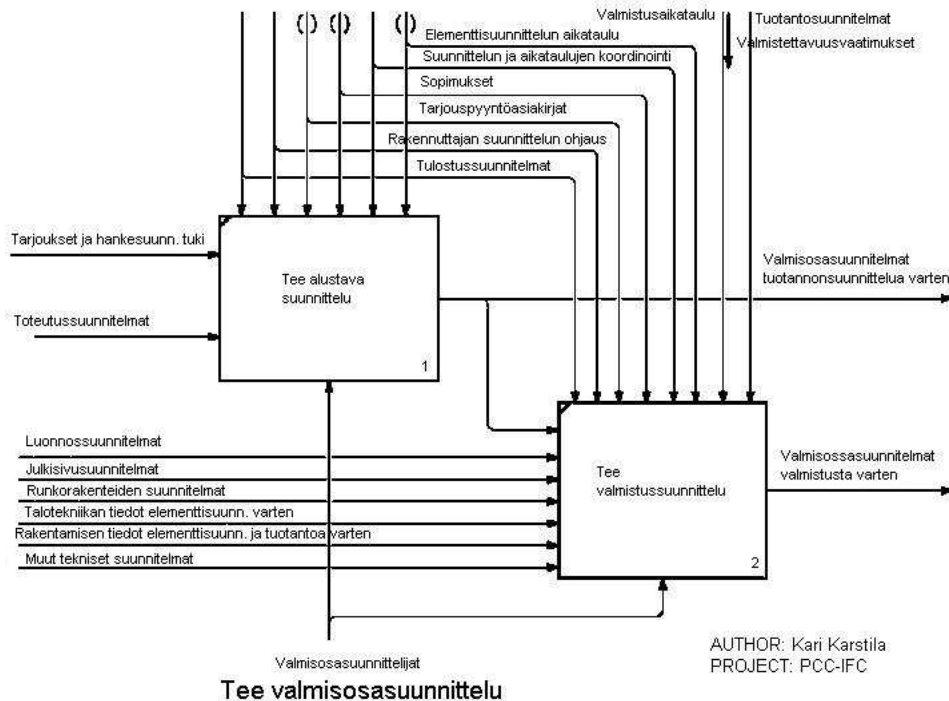 ( ) ( ) ( )
Valmistusaikataulu
Tuotantosuunnitelmat
Elementtisuunnittelun aikataulu
Valmistettavuusvaatimukset
Suunnittelun ja aikataulujen koordinointi
Sopimukset
Tarjouspyyntöasiakirjat
Rakennuttajan suunnittelun ohjaus
Tulostussuunnitelmat
Tarjoukset ja hankesuunn. tuki
Tee alustava
suunnittelu
1
Valmisosasuunnitelmat
tuotannonsuunnittelua varten
Toteutussuunnitelmat
Luonnossuunnitelmat
Julkisivusuunnitelmat
Runkorakenteiden suunnitelmat
Talotekniikan tiedot elementtisuunn. varten
Rakentamisen tiedot elementtisuunn. ja tuotantoa varten
Muut tekniset suunnitelmat
Tee
valmistussuunnittelu
2
Valmisossasuunnitelmat
valmistusta varten
Valmisosasuunnittelijat
AUTHOR: Kari Karstila
PROJECT: PCC-IFC
Tee valmisosasuunnittelu